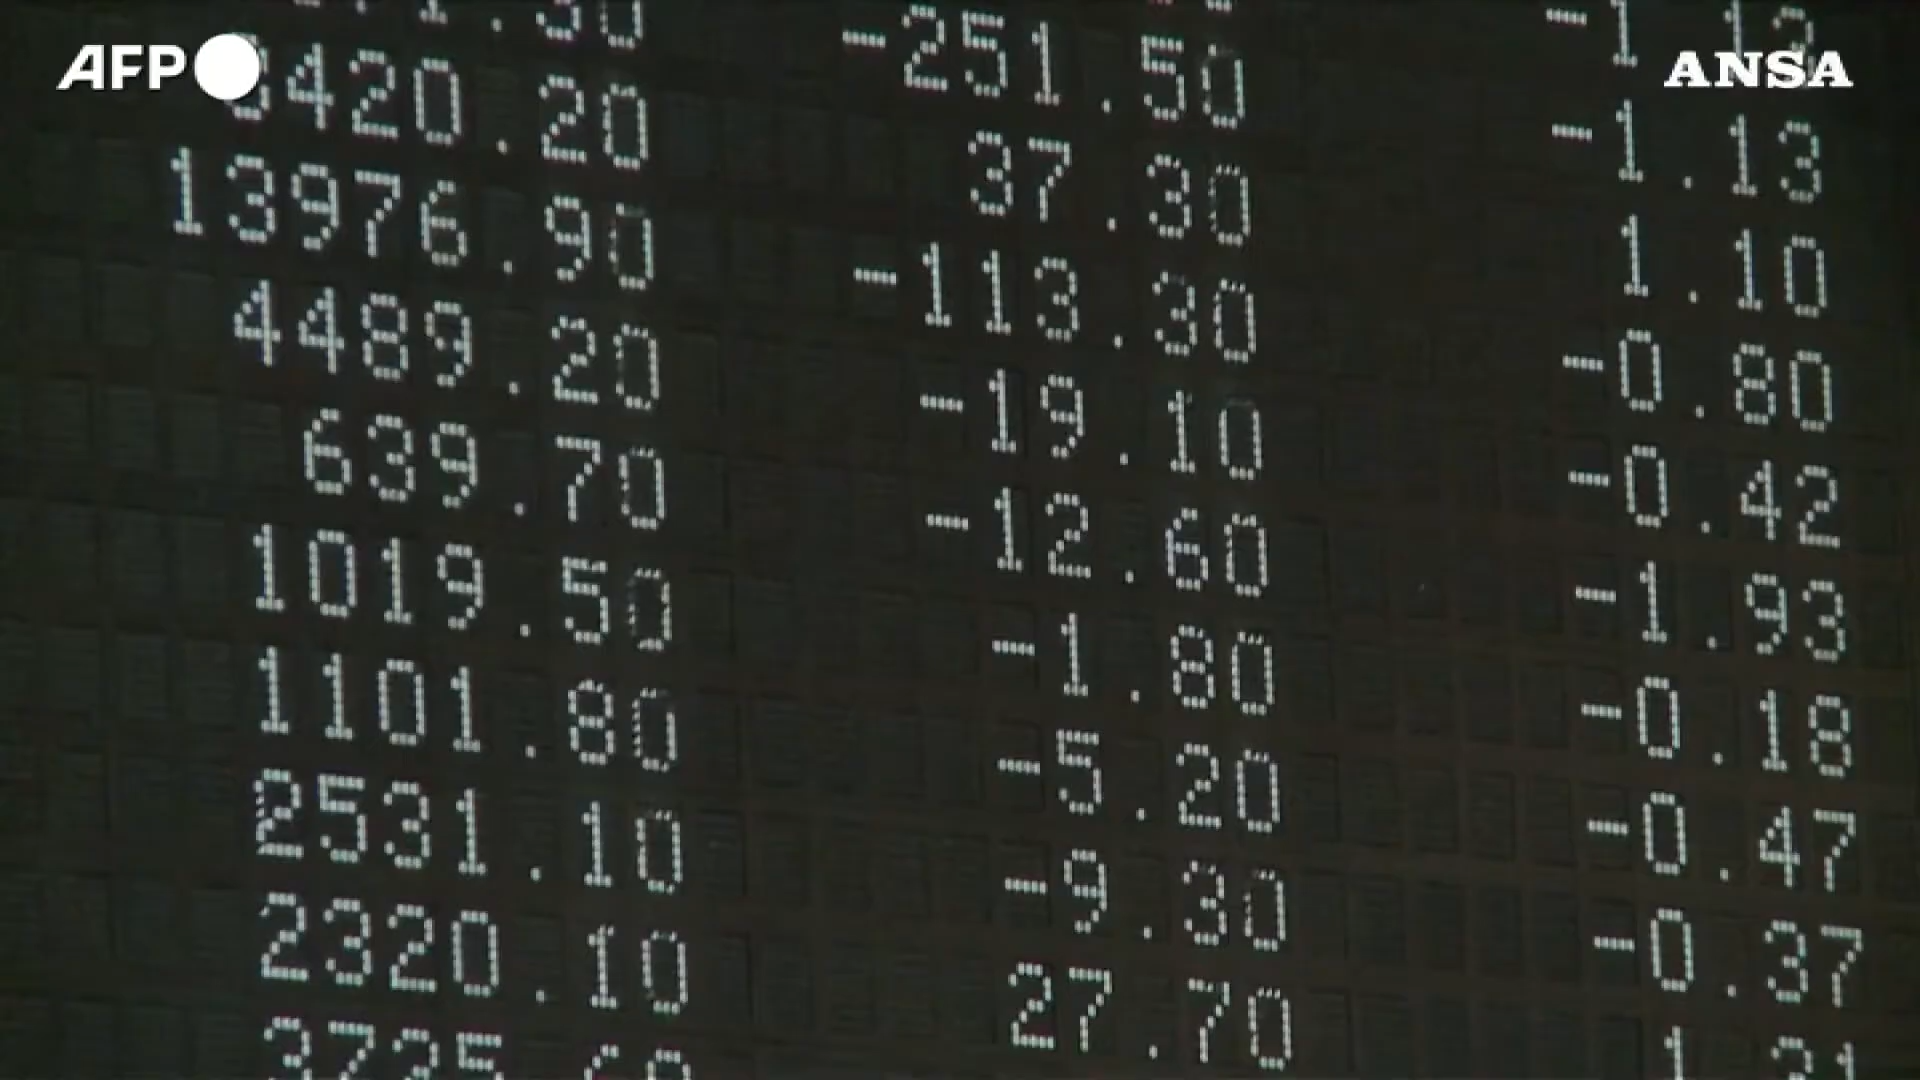 AFP
ANSA
-1.12
-251.50 -1.13
3420.20 37.30 1.10
13976.90 -113.30 -0.80
4489.20 -19.10 -0.42
639.70 -12.60 -1.93
1019.50 -1.80 -0.18
1101.80 -5.20 -0.47
2531.10 -9.30 -0.37
2320.10 27.70